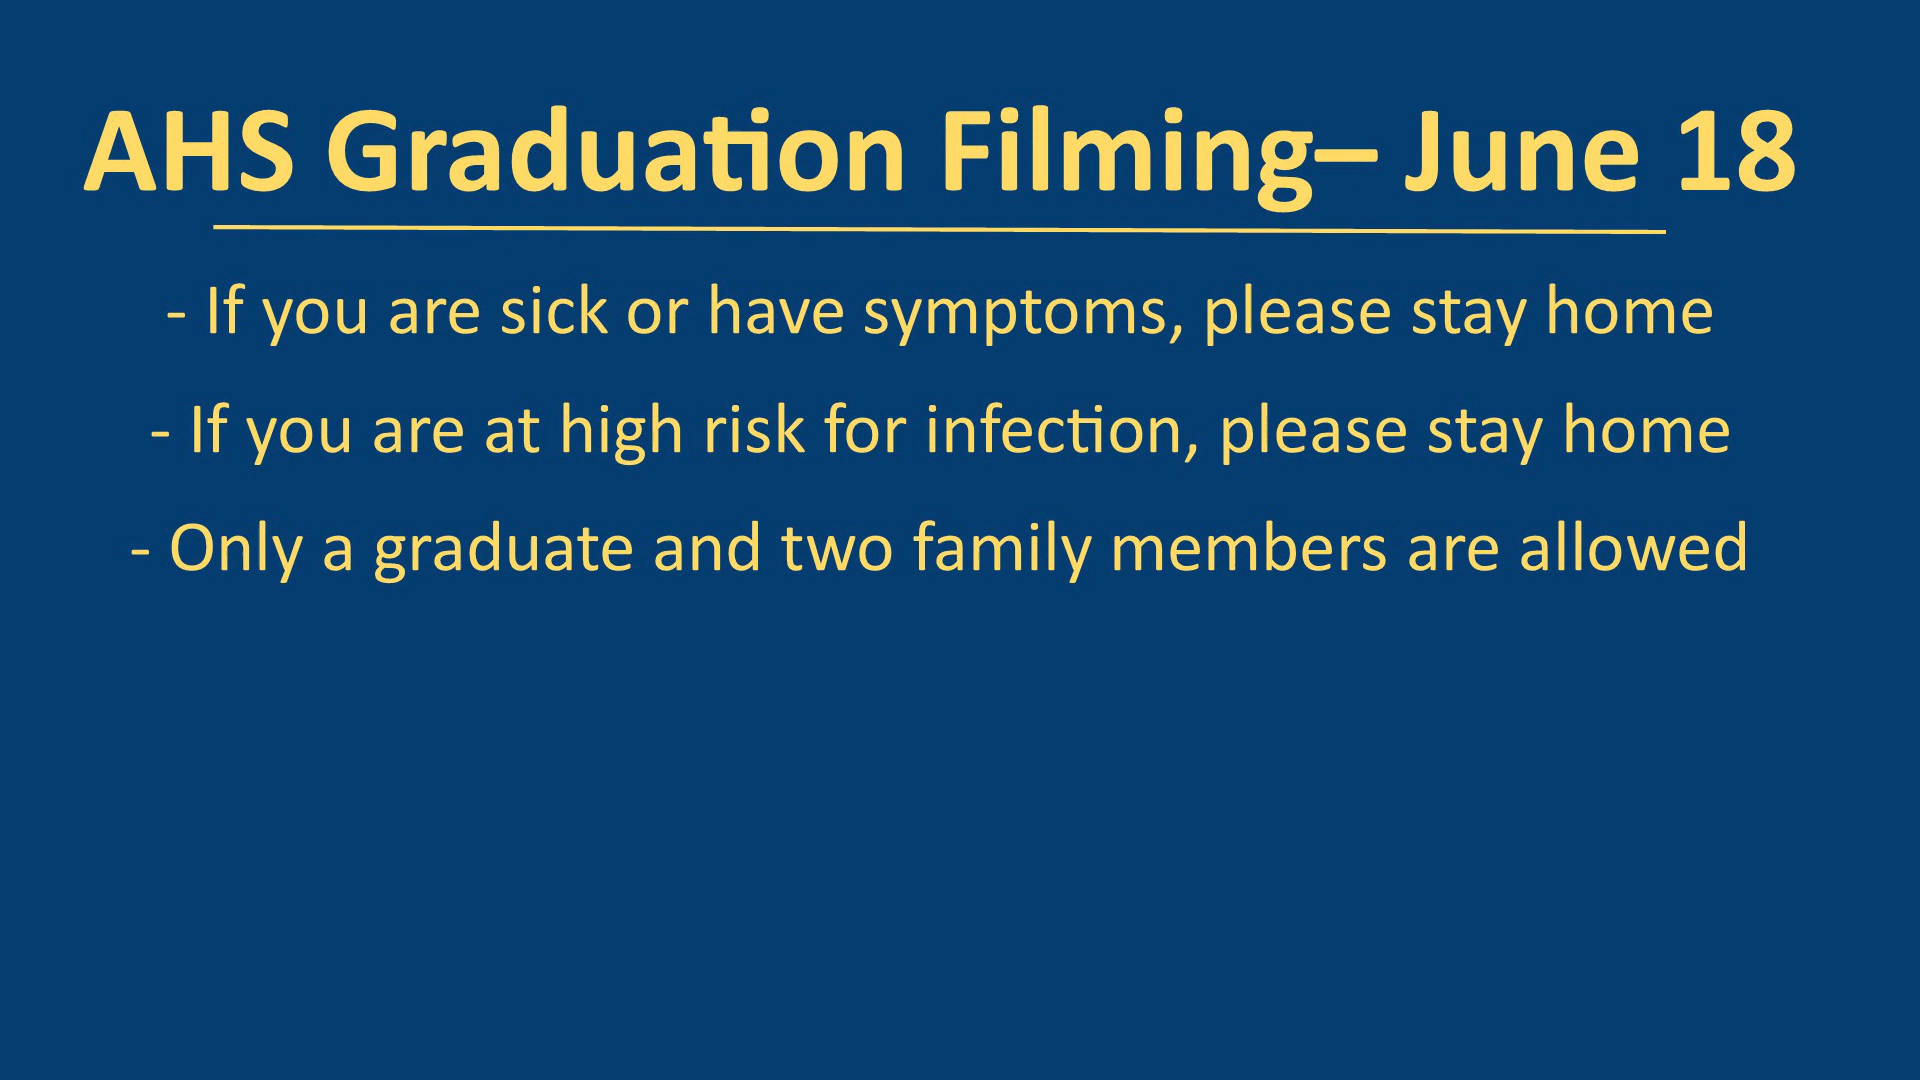 AHS Graduation Filming– June 18
- If you are sick or have symptoms, please stay home
- If you are at high risk for infection, please stay home
- Only a graduate and two family members are allowed